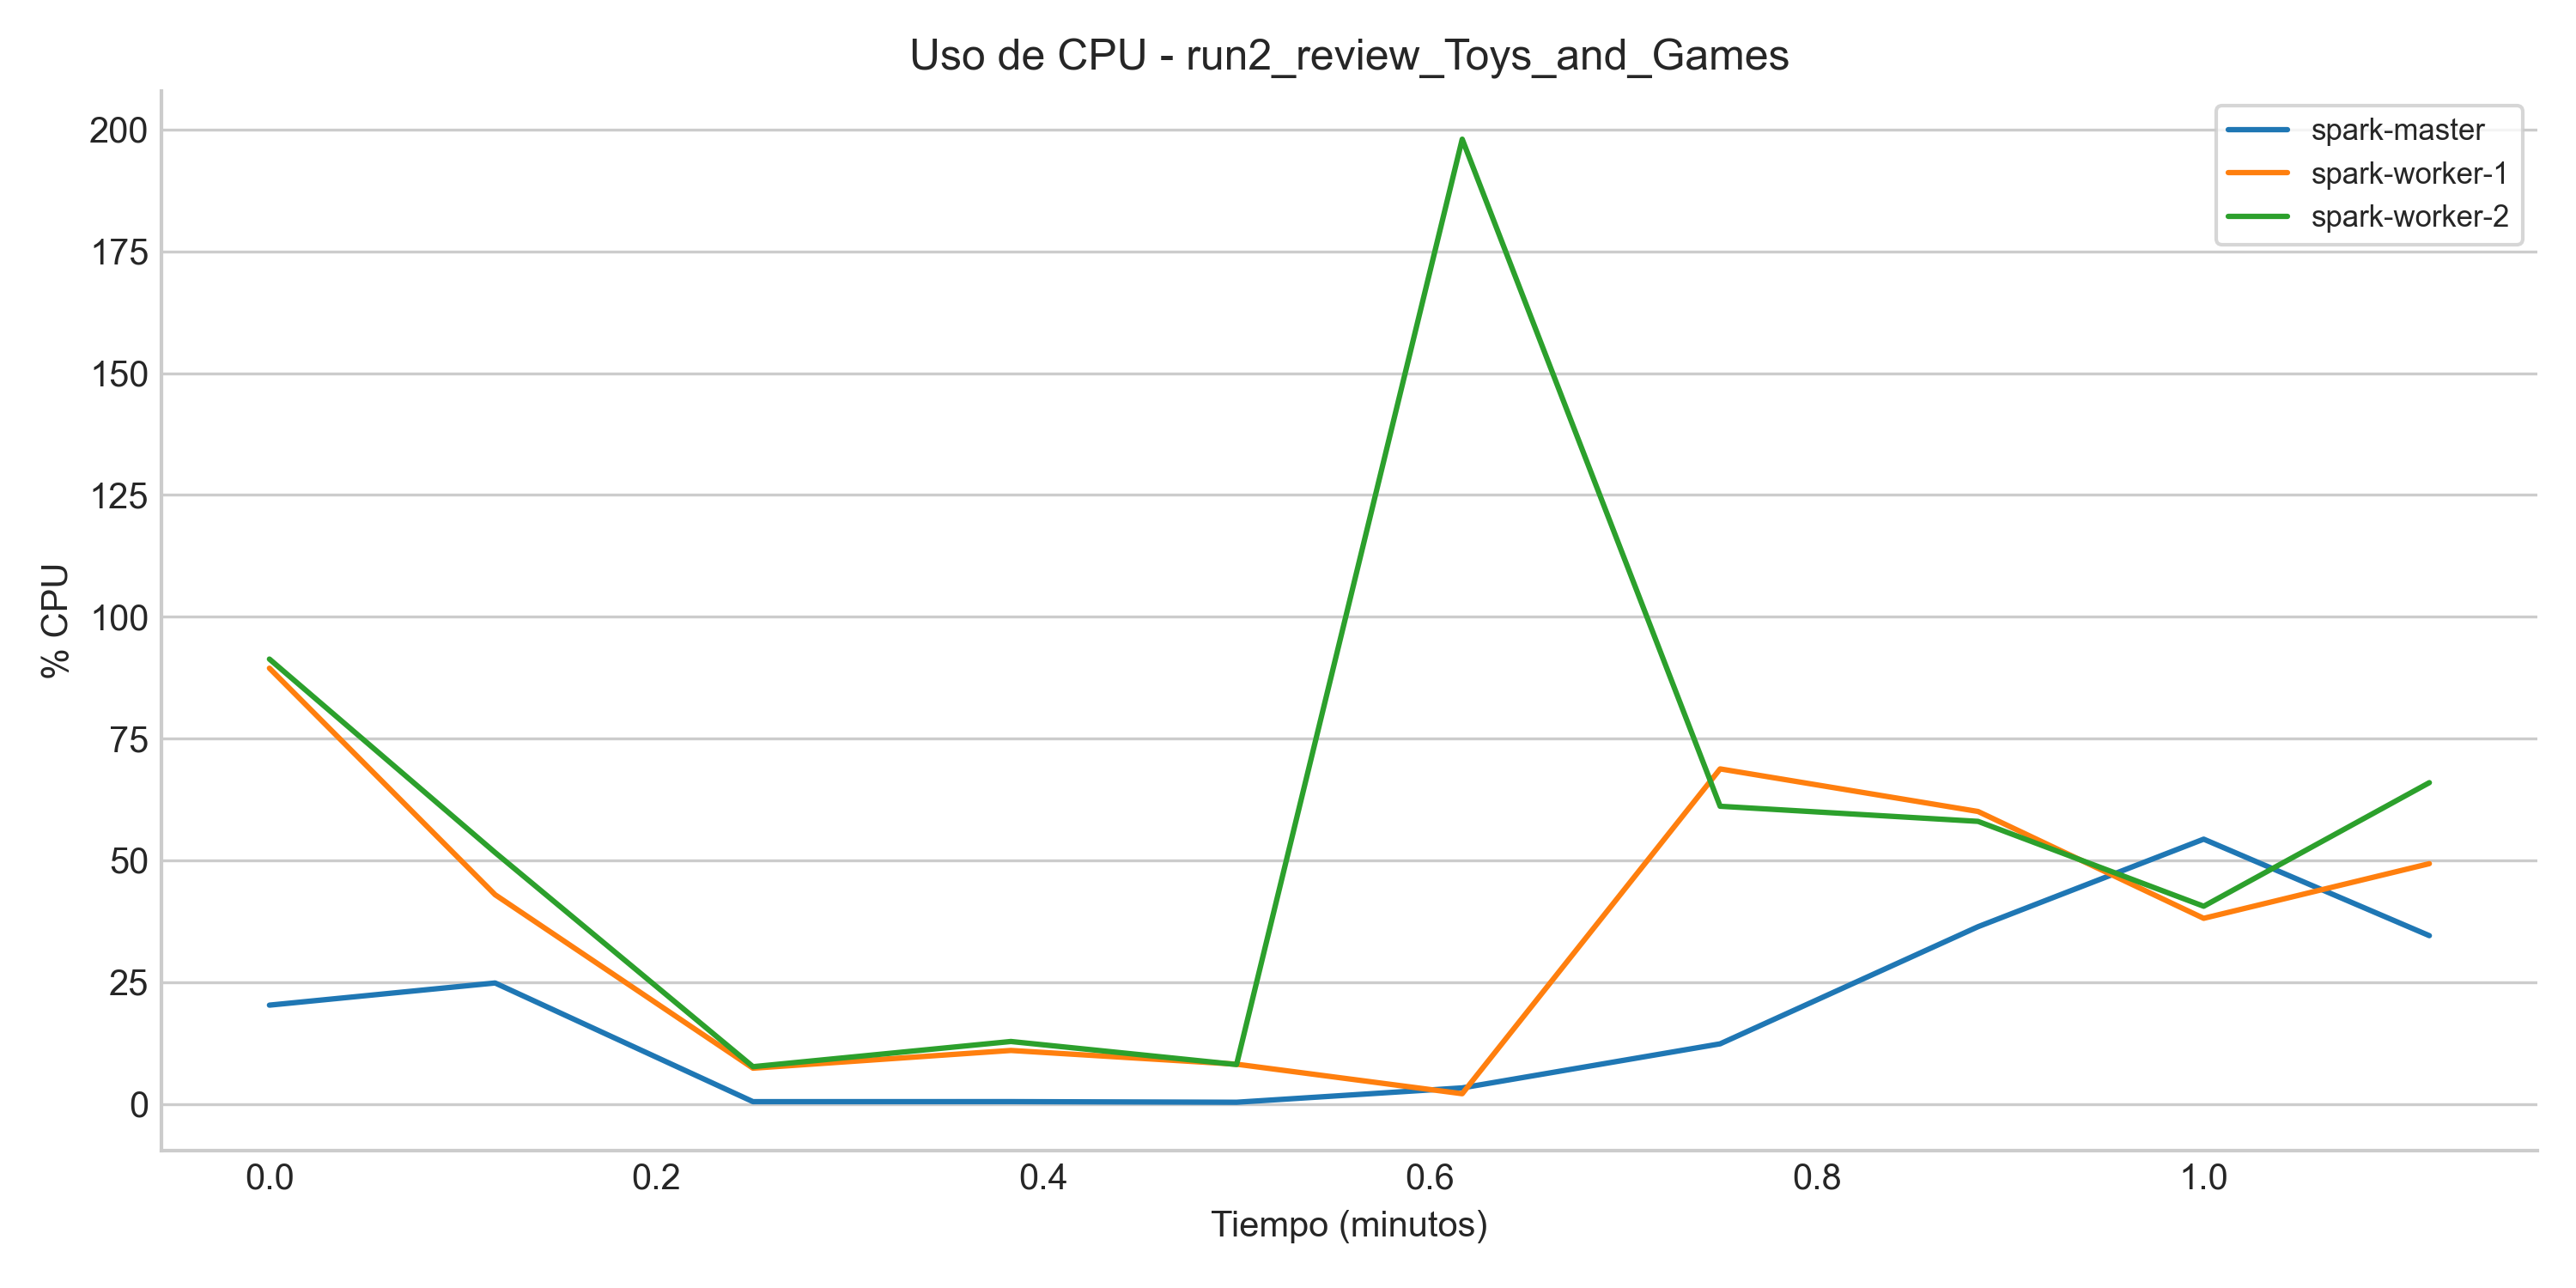 Uso de CPU - run2_review_Toys_and_Games
spark-master
spark-worker-1
spark-worker-2
% CPU
200
175
150
125
100
75
50
25
0
0.0 0.2 0.4 0.6 0.8 1.0
Tiempo (minutos)